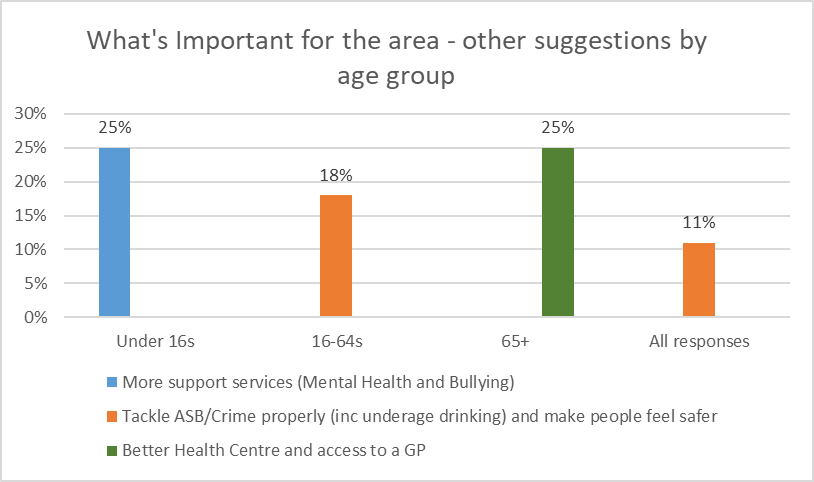 What's Important for the area - other suggestions by
age group
30%
25%
20%
15%
10%
5%
0%
25%
18%
25%
11%
Under 16s
16-64s
65+
All responses
More support services (Mental Health and Bullying)
Tackle ASB/Crime properly (inc underage drinking) and make people feel safer
Better Health Centre and access to a GP